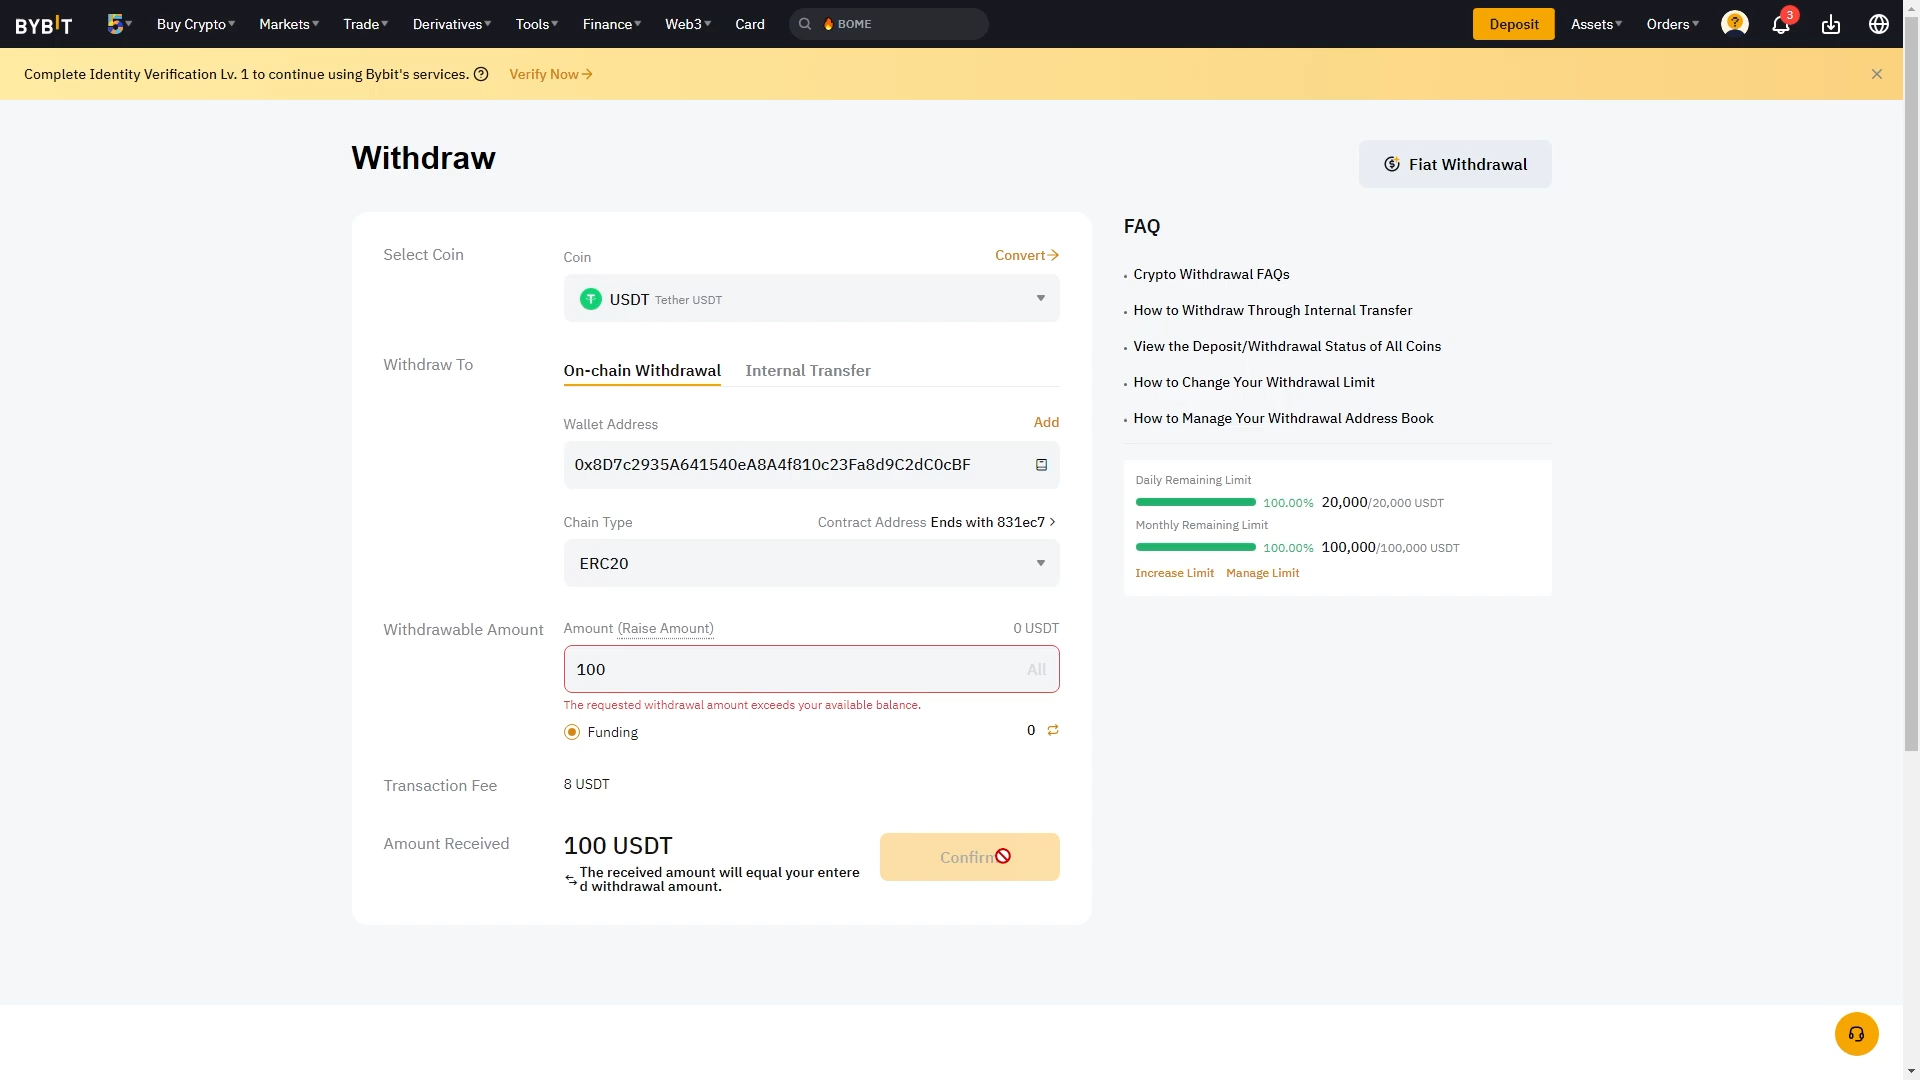 BYBIT Buy Crypto Markets Trade Derivatives Tools Finance Web3 Card BOME Deposit Assets Orders 3
Complete Identity Verification Lv. 1 to continue using Bybit's services. Verify Now
Withdraw
Fiat Withdrawal
Select Coin
Coin
Convert
USDT Tether USDT
Withdraw To
On-chain Withdrawal Internal Transfer
Wallet Address
Add
0x8D7c2935A641540eA8A4f810c23Fa8d9C2dC0cBF
Chain Type
Contract Address Ends with 831ec7
ERC20
Withdrawable Amount
Amount (Raise Amount)
0 USDT
100
All
The requested withdrawal amount exceeds your available balance.
Funding
0
Transaction Fee
8 USDT
Amount Received
100 USDT
The received amount will equal your entere
d withdrawal amount.
Confirm
FAQ
Crypto Withdrawal FAQs
How to Withdraw Through Internal Transfer
View the Deposit/Withdrawal Status of All Coins
How to Change Your Withdrawal Limit
How to Manage Your Withdrawal Address Book
Daily Remaining Limit
100.00% 20,000/20,000 USDT
Monthly Remaining Limit
100.00% 100,000/100,000 USDT
Increase Limit Manage Limit